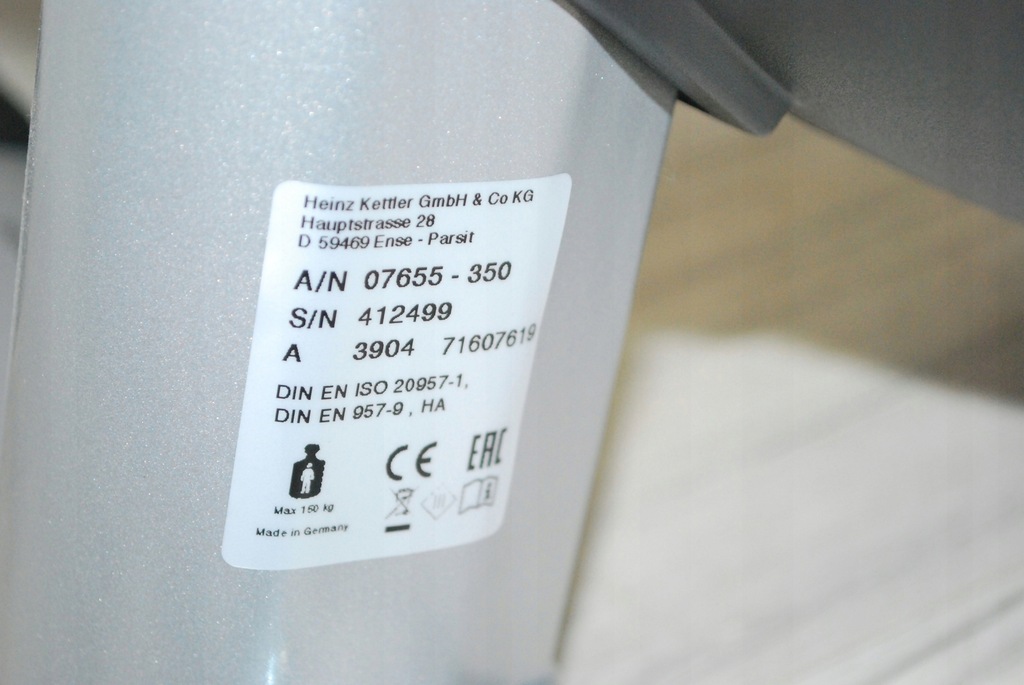 Heinz Kettler GmbH & Co KG
Hauptstrasse 28
D 59469 Ense - Parsit
A/N 07655 - 350
S/N 412499
A 3904 71607619
DIN EN ISO 20957-1,
DIN EN 957-9 , HA
CE EAC
Max 150 kg
Made in Germany